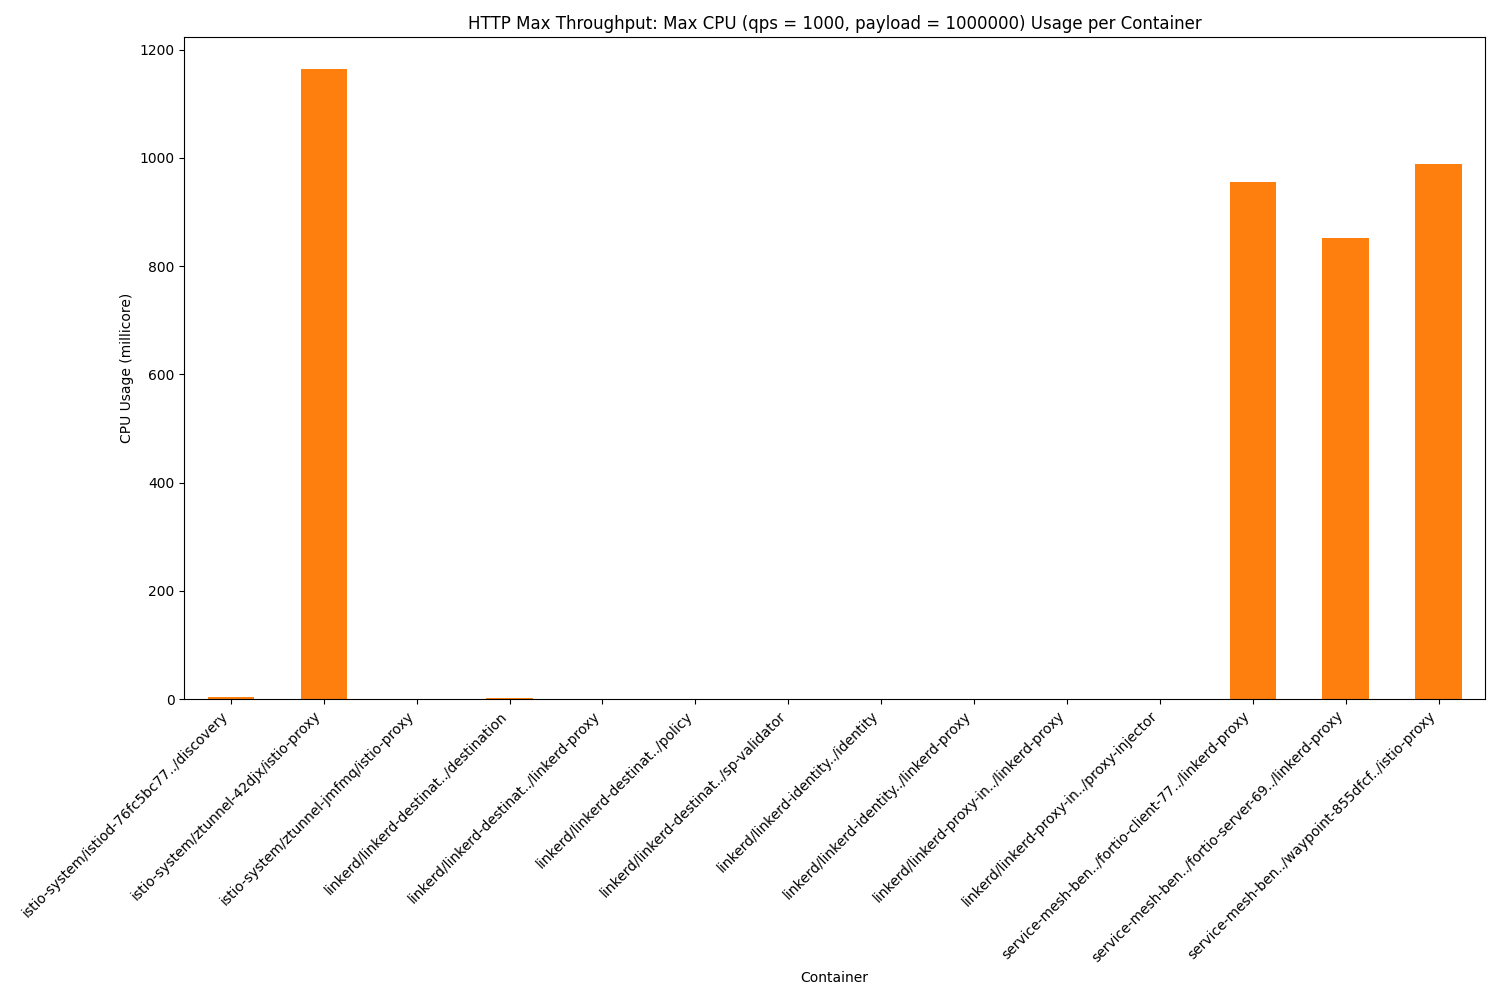 HTTP Max Throughput: Max CPU (qps = 1000, payload = 1000000) Usage per Container
1200
1000
800
600
400
200
0
CPU Usage (millicore)
istio-system/istiod-76fc5bc77../discovery
istio-system/ztunnel-42djx/istio-proxy
istio-system/ztunnel-jmfmq/istio-proxy
linkerd/linkerd-destinat../destination
linkerd/linkerd-destinat../linkerd-proxy
linkerd/linkerd-destinat../policy
linkerd/linkerd-destinat../sp-validator
linkerd/linkerd-identity../identity
linkerd/linkerd-identity../linkerd-proxy
linkerd/linkerd-proxy-in../linkerd-proxy
linkerd/linkerd-proxy-in../proxy-injector
service-mesh-ben../fortio-client-77../linkerd-proxy
service-mesh-ben../fortio-server-69../linkerd-proxy
service-mesh-ben../waypoint-855dfcf../istio-proxy
Container